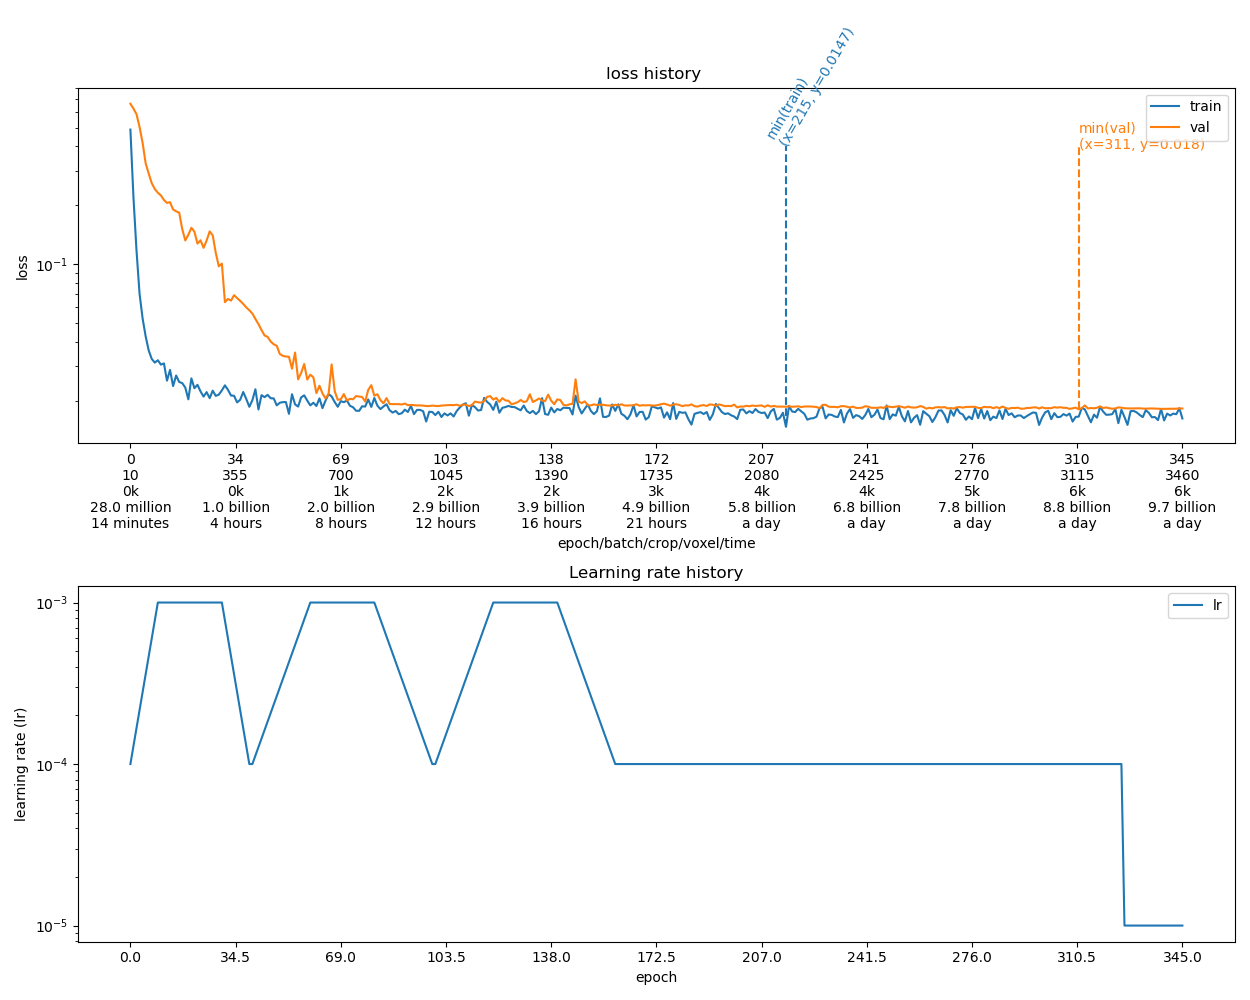 loss history
min(train)
(x=215, y=0.0147)
min(val)
(x=311, y=0.018)
train
val
loss
10⁻¹
0 34 69 103 138 172 207 241 276 310 345
10 355 700 1045 1390 1735 2080 2425 2770 3115 3460
0k 0k 1k 2k 2k 3k 4k 4k 5k 6k 6k
28.0 million 1.0 billion 2.0 billion 2.9 billion 3.9 billion 4.9 billion 5.8 billion 6.8 billion 7.8 billion 8.8 billion 9.7 billion
14 minutes 4 hours 8 hours 12 hours 16 hours 21 hours a day a day a day a day a day
epoch/batch/crop/voxel/time
Learning rate history
lr
learning rate (lr)
10⁻³
10⁻⁴
10⁻⁵
0.0 34.5 69.0 103.5 138.0 172.5 207.0 241.5 276.0 310.5 345.0
epoch